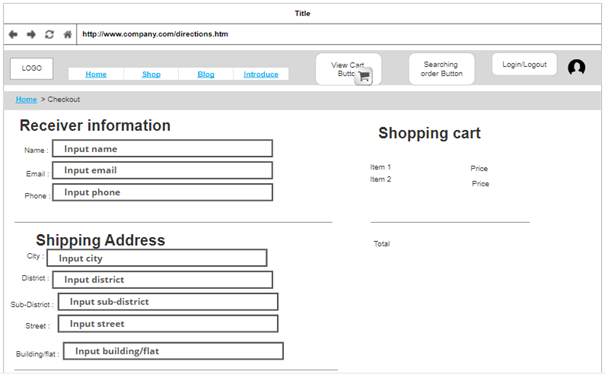 Title
http://www.company.com/directions.htm
LOGO
Home
Shop
Blog
Introduce
View Cart
Button
Searching
order Button
Login/Logout
Home > Checkout
Receiver information
Name : Input name
Email : Input email
Phone : Input phone
Shopping cart
Item 1 Price
Item 2 Price
Total
Shipping Address
City : Input city
District : Input district
Sub-District : Input sub-district
Street : Input street
Building/flat : Input building/flat